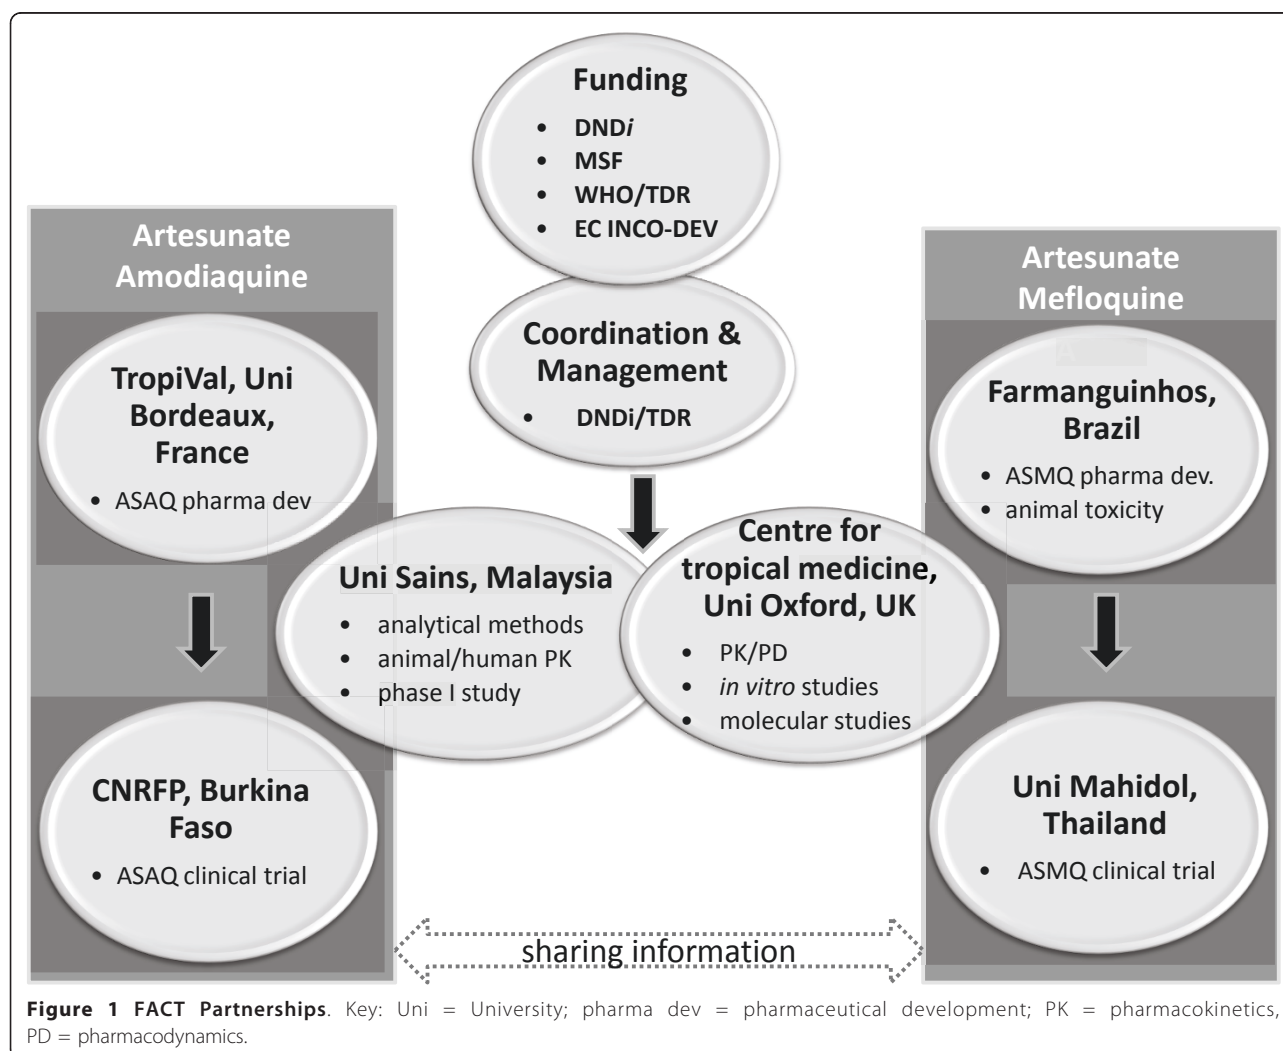 Funding
• DNDi
• MSF
• WHO/TDR
• EC INCO-DEV
Coordination &
Management
• DNDi/TDR
Artesunate
Amodiaquine
TropiVal, Uni
Bordeaux,
France
• ASAQ pharma dev
CNRFP, Burkina
Faso
• ASAQ clinical trial
Uni Sains, Malaysia
• analytical methods
• animal/human PK
• phase I study
Centre for
tropical medicine,
Uni Oxford, UK
• PK/PD
• in vitro studies
• molecular studies
Artesunate
Mefloquine
A
Farmanguinhos,
Brazil
• ASMQ pharma dev.
• animal toxicity
Uni Mahidol,
Thailand
• ASMQ clinical trial
sharing information
Figure 1 FACT Partnerships. Key: Uni = University; pharma dev = pharmaceutical development; PK = pharmacokinetics,
PD = pharmacodynamics.